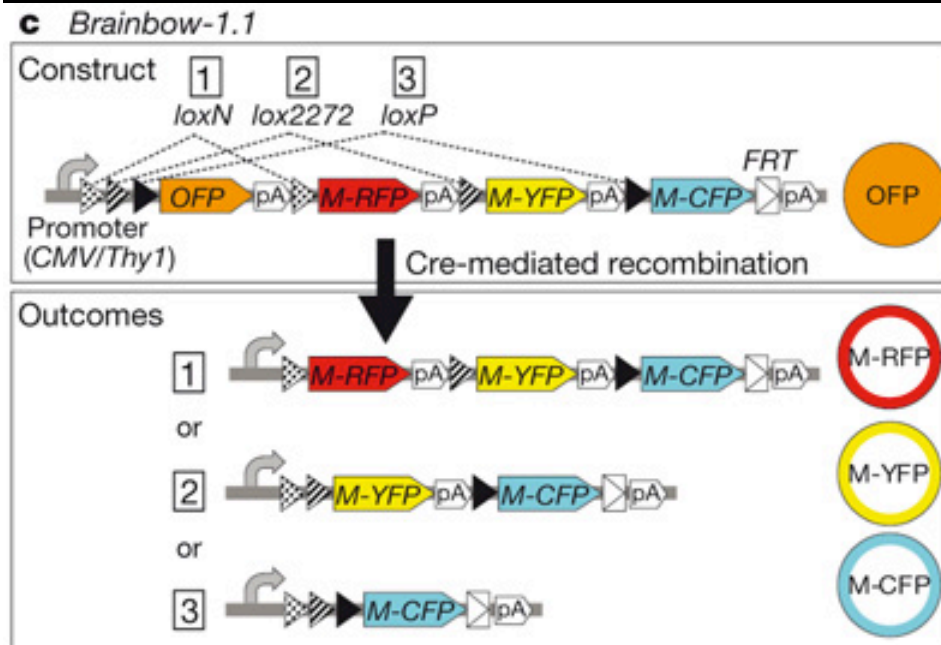 c Brainbow-1.1
Construct
1 2 3
loxN lox2272 loxP
FRT
OFP pA M-RFP pA M-YFP pA M-CFP pA
OFP
Promoter
(CMV/Thy1)
Cre-mediated recombination
Outcomes
1 M-RFP pA M-YFP pA M-CFP pA M-RFP
or
2 M-YFP pA M-CFP pA M-YFP
or
3 M-CFP pA M-CFP